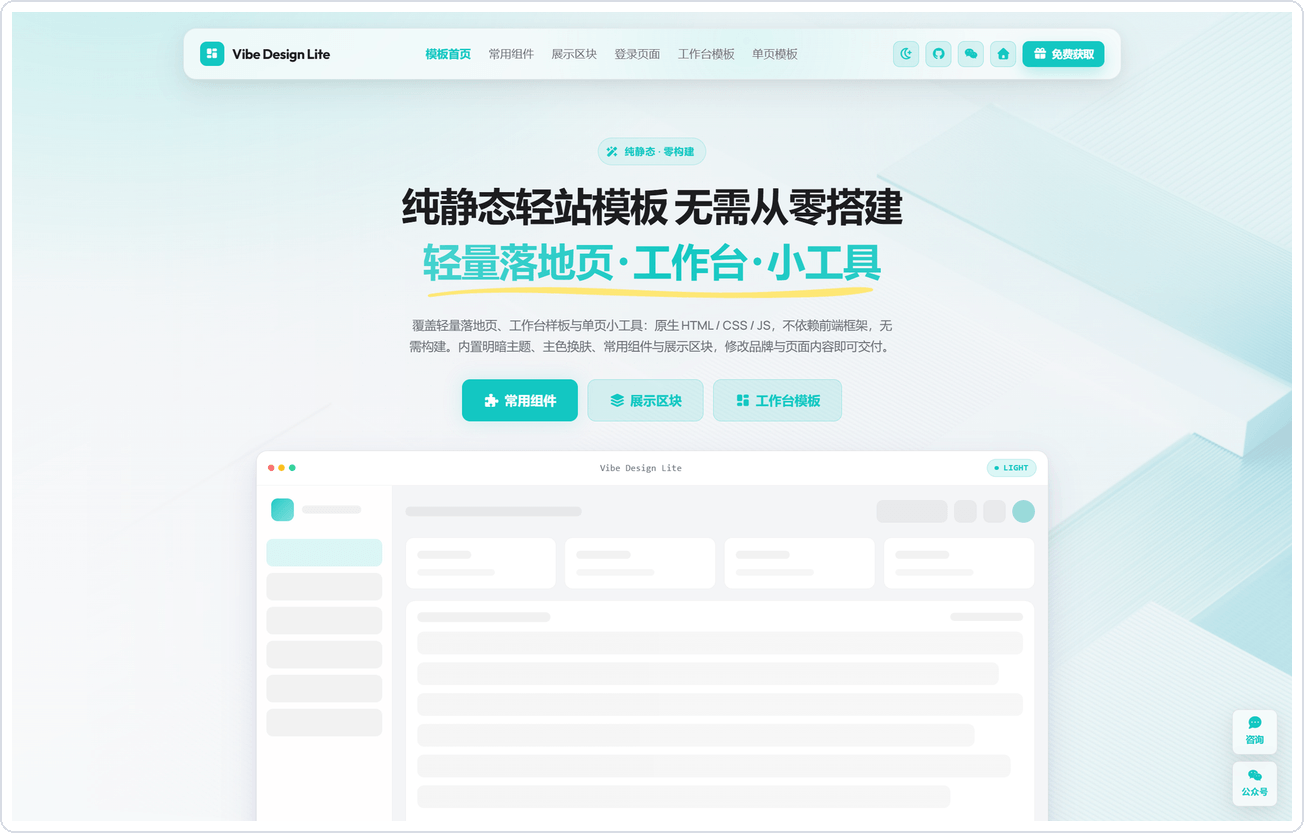 Vibe Design Lite
模板首页 常用组件 展示区块 登录页面 工作台模板 单页模板
免费获取
纯静态 · 零构建
纯静态轻站模板 无需从零搭建
轻量落地页·工作台·小工具
覆盖轻量落地页、工作台样板与单页小工具：原生 HTML / CSS / JS，不依赖前端框架，无
需构建。内置明暗主题、主色换肤、常用组件与展示区块，修改品牌与页面内容即可交付。
常用组件 展示区块 工作台模板
Vibe Design Lite
LIGHT
咨询
公众号